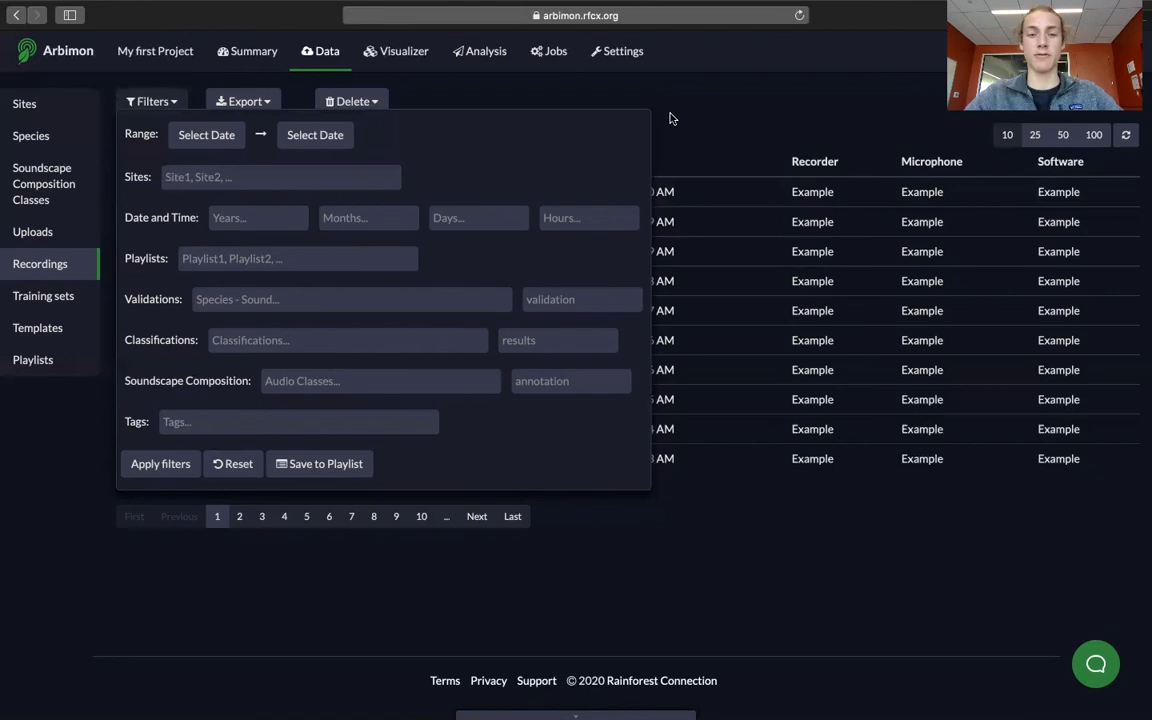 arbimon.rfcx.org
Arbimon My first Project Summary Data Visualizer Analysis Jobs Settings
Sites
Species
Soundscape
Composition
Classes
Uploads
Recordings
Training sets
Templates
Playlists
Filters Export Delete
Range: Select Date → Select Date
Sites: Site1, Site2, ...
Date and Time: Years... Months... Days... Hours...
Playlists: Playlist1, Playlist2, ...
Validations: Species - Sound... validation
Classifications: Classifications... results
Soundscape Composition: Audio Classes... annotation
Tags: Tags...
Apply filters Reset Save to Playlist
10 25 50 100
Recorder Microphone Software
AM Example Example Example
AM Example Example Example
AM Example Example Example
AM Example Example Example
AM Example Example Example
AM Example Example Example
AM Example Example Example
AM Example Example Example
AM Example Example Example
AM Example Example Example
First Previous 1 2 3 4 5 6 7 8 9 10 ... Next Last
Terms Privacy Support © 2020 Rainforest Connection